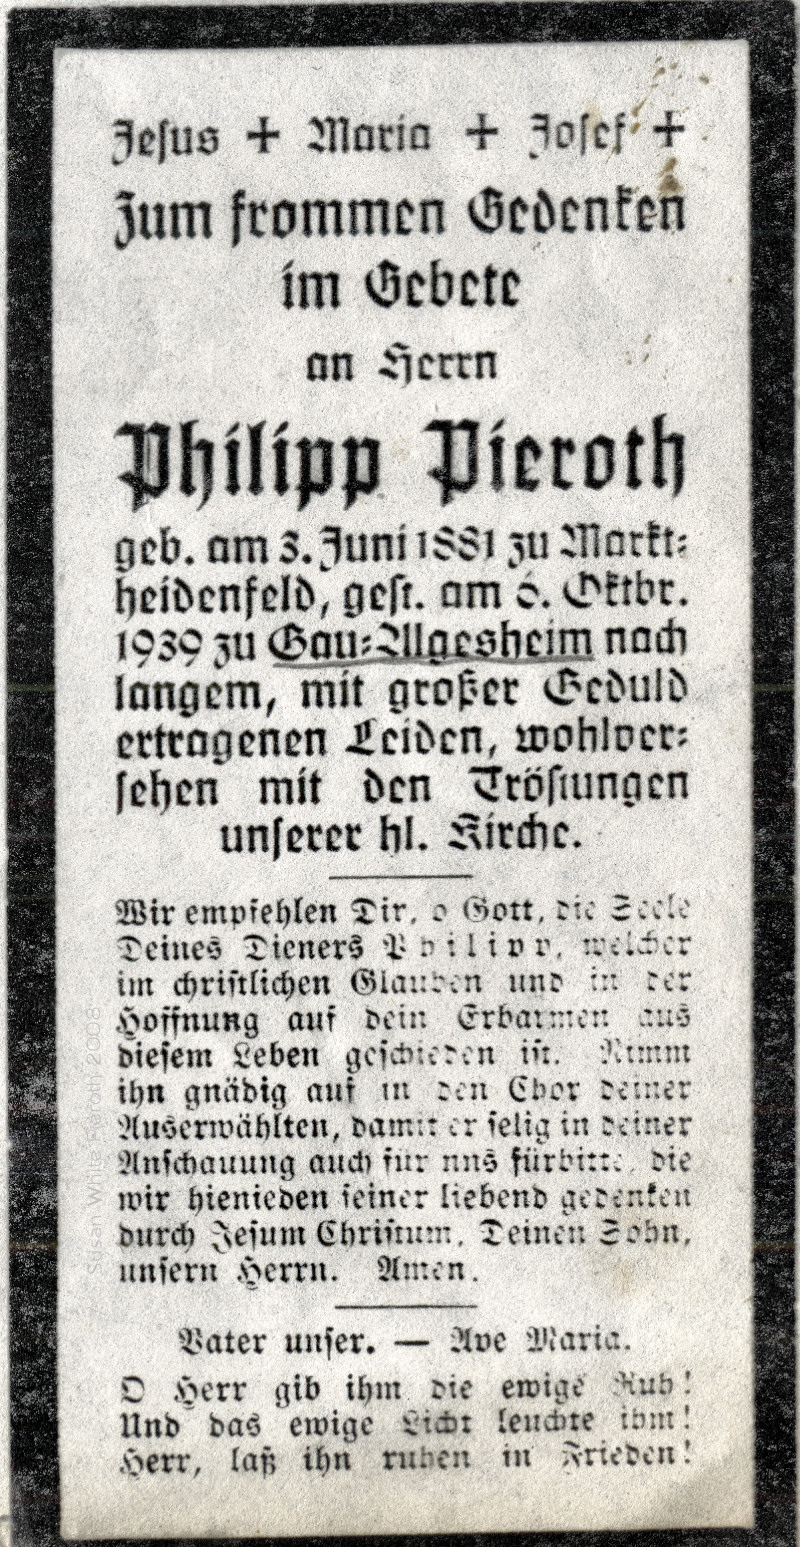 Jesus + Maria + Josef +
Zum frommen Gedenken
im Gebete
an Herrn
Philipp Pieroth
geb. am 3. Juni 1881 zu Markt-
heidenfeld, gest. am 6. Oktbr.
1939 zu Gau-Algesheim nach
langem, mit großer Geduld
ertragenen Leiden, wohlver-
sehen mit den Tröstungen
unserer hl. Kirche.
Wir empfehlen Dir, o Gott, die Seele
Deines Dieners Philipp, welcher
im christlichen Glauben und in der
Hoffnung auf dein Erbarmen aus
diesem Leben geschieden ist. Nimm
ihn gnädig auf in den Chor deiner
Auserwählten, damit er selig in deiner
Anschauung auch für uns fürbitte, die
wir hienieden seiner liebend gedenken
durch Jesum Christum, Deinen Sohn,
unsern Herrn. Amen.
Vater unser. — Ave Maria.
O Herr gib ihm die ewige Ruh!
Und das ewige Licht leuchte ihm!
Herr, laß ihn ruhen in Frieden!
Susan White Pieroth 2008